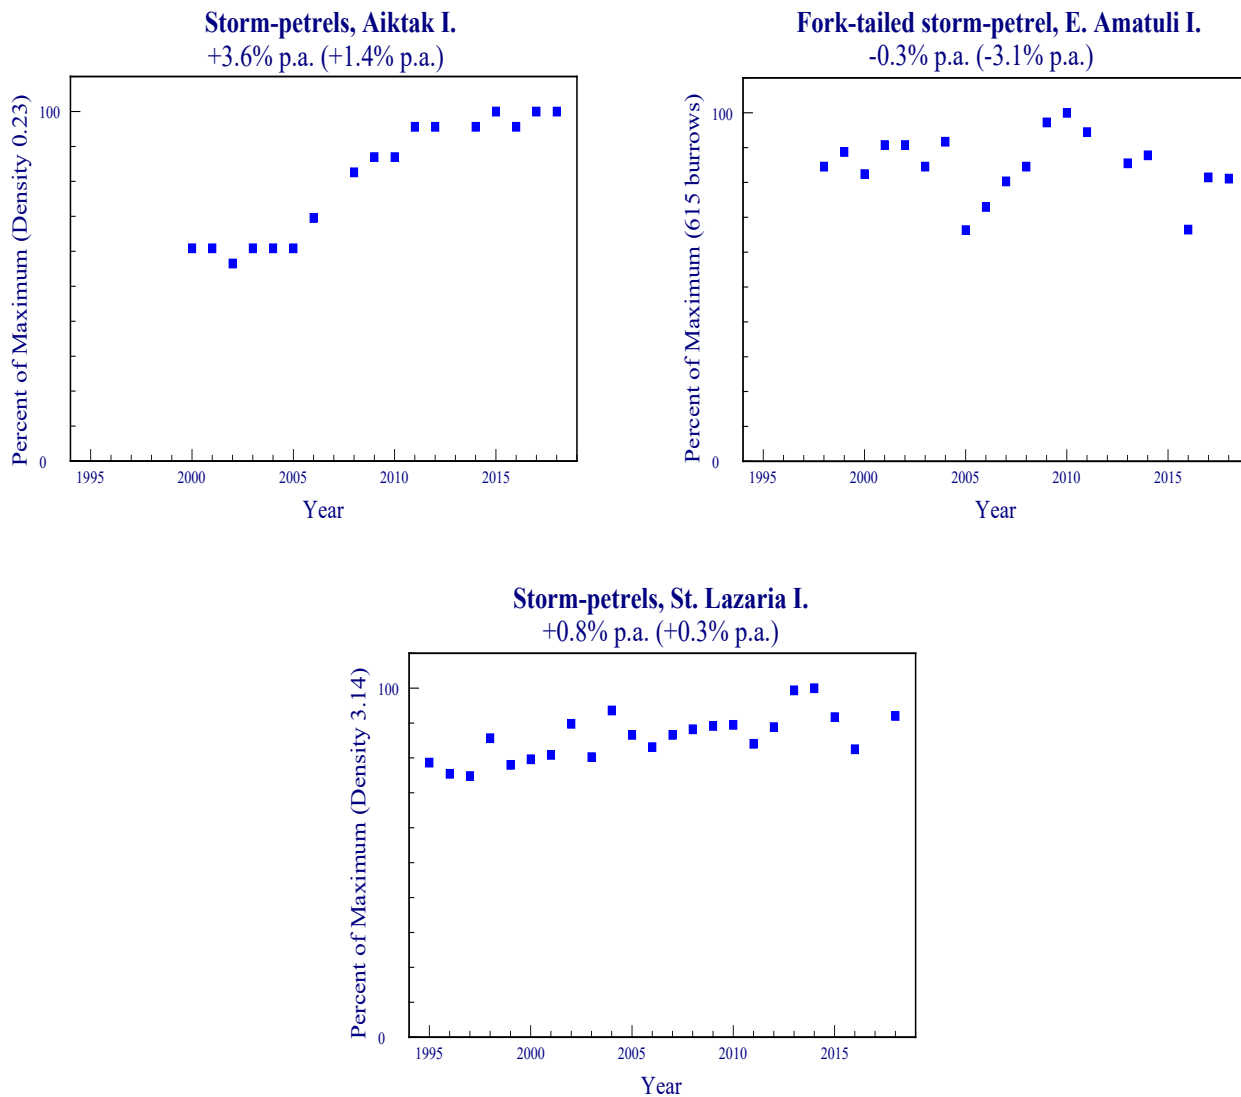 Storm-petrels, Aiktak I.
+3.6% p.a. (+1.4% p.a.)
Percent of Maximum (Density 0.23)
100
0
1995 2000 2005 2010 2015
Year
Fork-tailed storm-petrel, E. Amatuli I.
-0.3% p.a. (-3.1% p.a.)
Percent of Maximum (615 burrows)
100
0
1995 2000 2005 2010 2015
Year
Storm-petrels, St. Lazaria I.
+0.8% p.a. (+0.3% p.a.)
Percent of Maximum (Density 3.14)
100
0
1995 2000 2005 2010 2015
Year